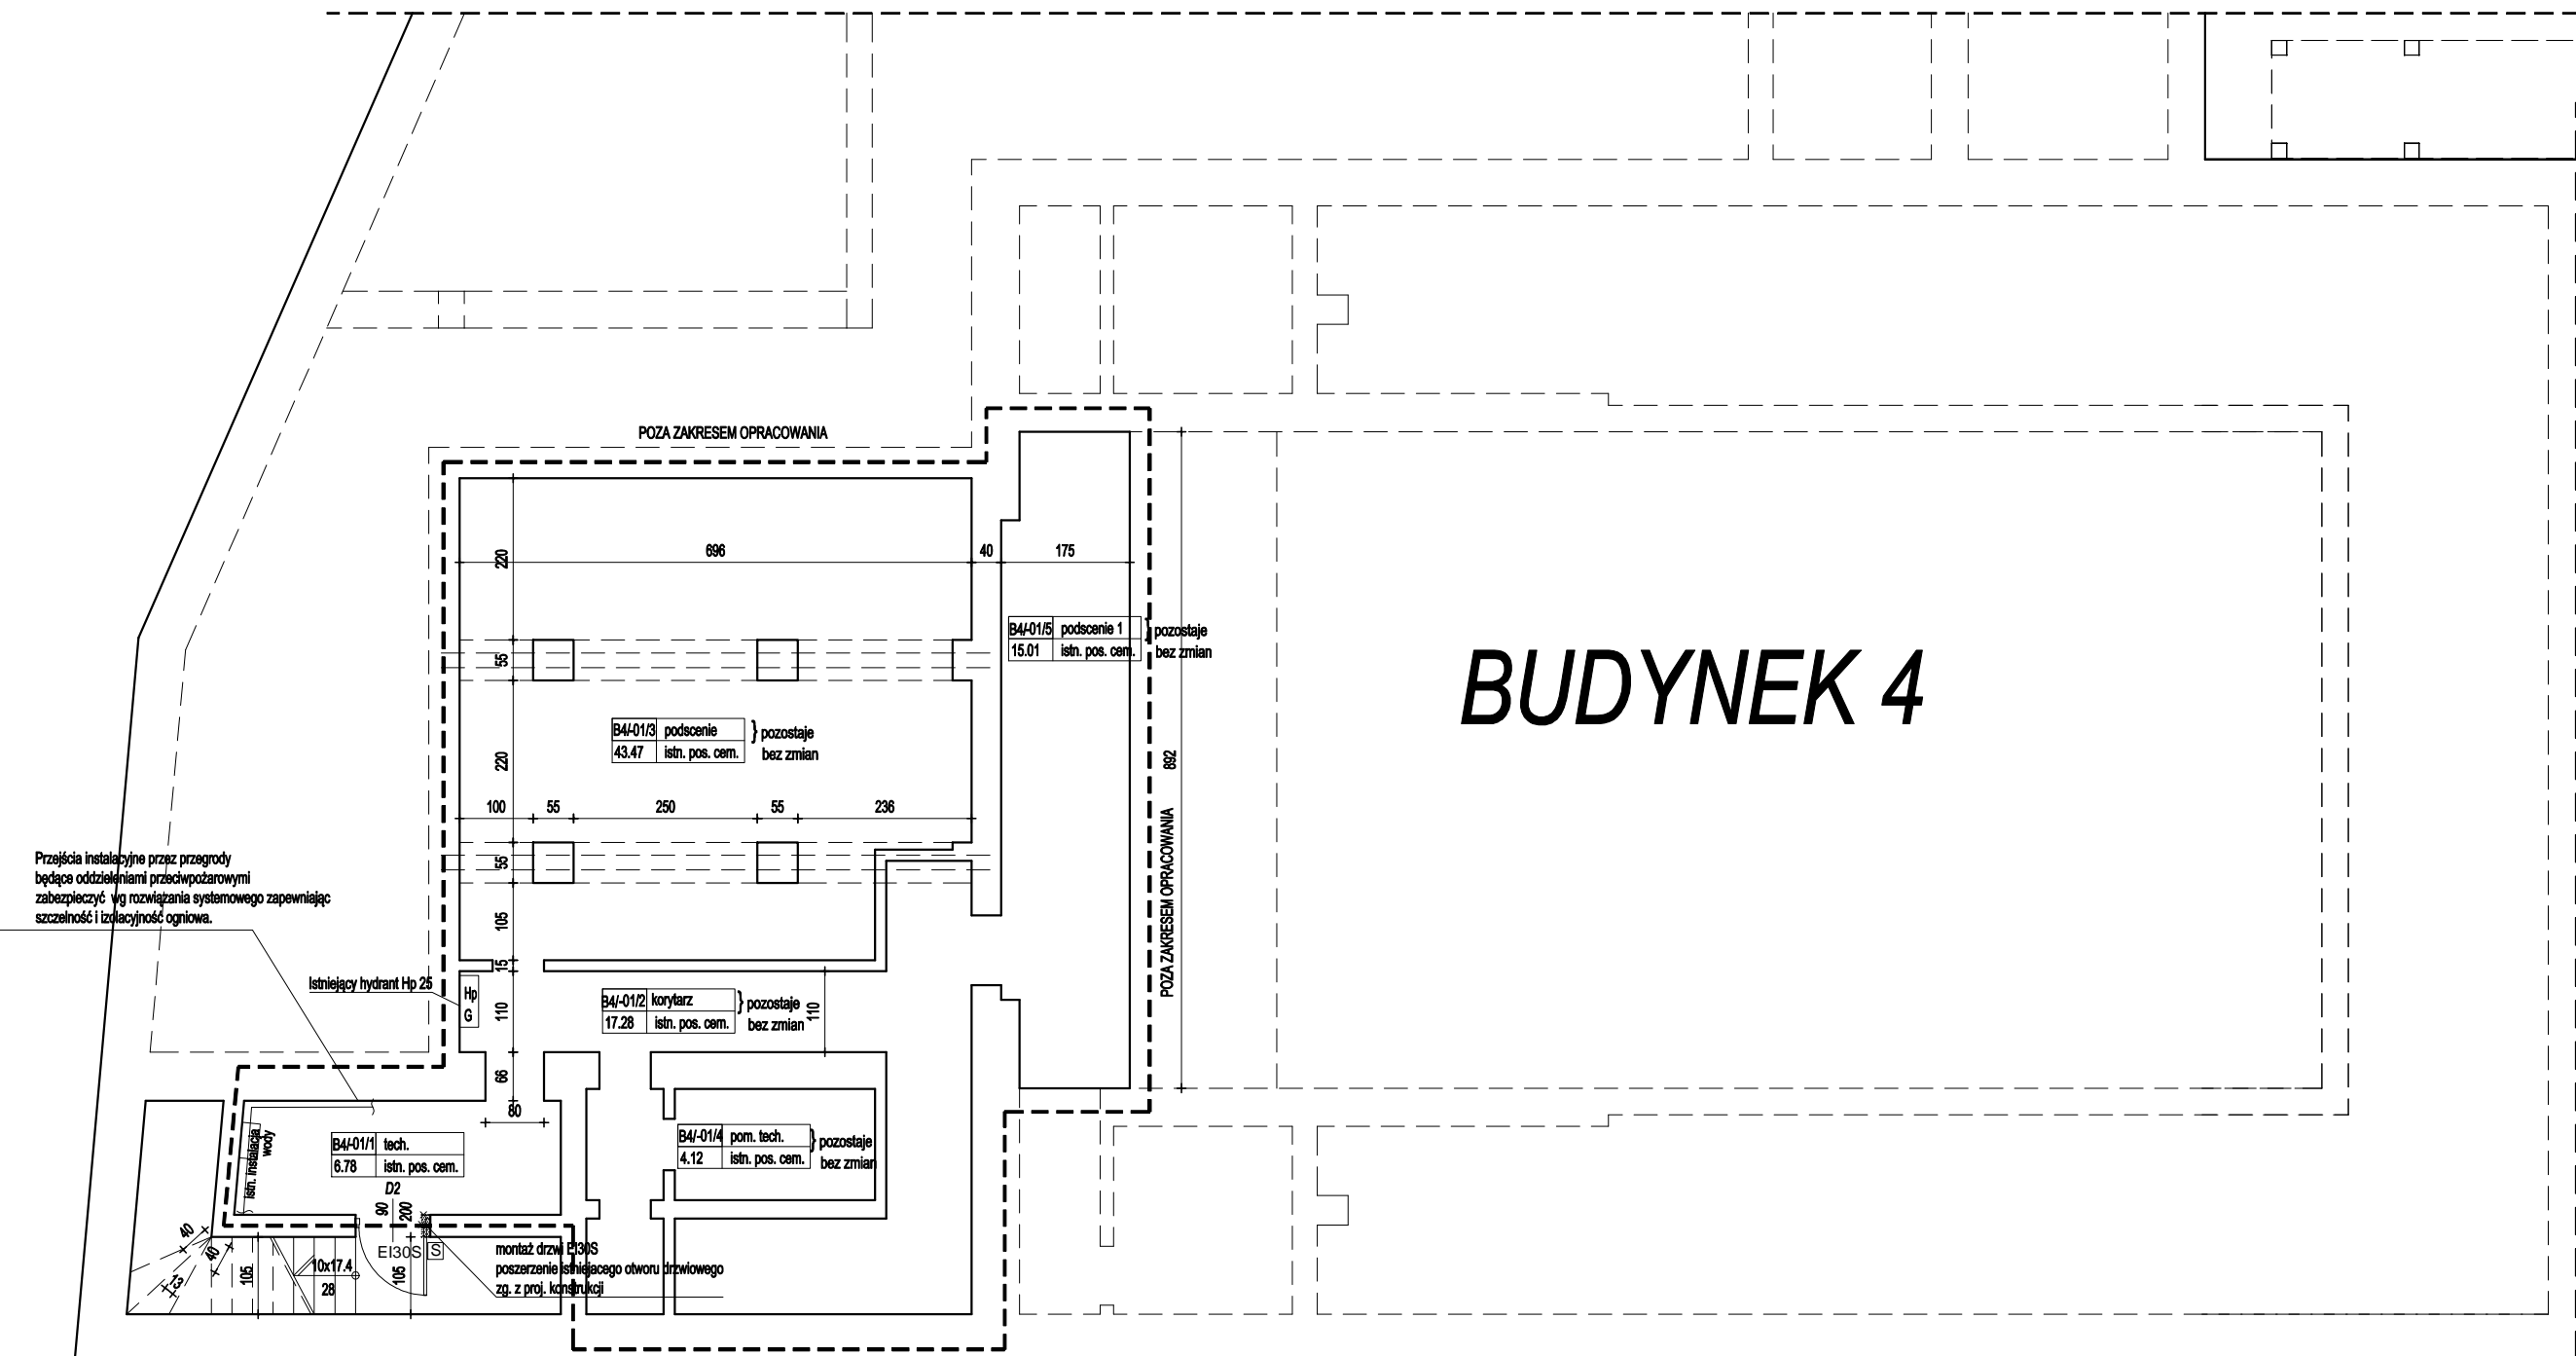 POZA ZAKRESEM OPRACOWANIA
220
696
40
175
55
B4/-01/5 podscenie 1 } pozostaje
15.01 istn. pos. cem. bez zmian
BUDYNEK 4
B4/-01/3 podscenie } pozostaje
43.47 istn. pos. cem. bez zmian
220
892
POZA ZAKRESEM OPRACOWANIA
100
55
250
55
236
55
Przejścia instalacyjne przez przegrody
będące oddzieleniami przeciwpożarowymi
zabezpieczyć wg rozwiązania systemowego zapewniając
szczelność i izolacyjność ogniowa.
105
15
Istniejący hydrant Hp 25
Hp
G
110
B4/-01/2 korytarz } pozostaje
17.28 istn. pos. cem. bez zmian
110
66
80
istn. instalacja
wody
B4/-01/1 tech.
6.78 istn. pos. cem.
B4/-01/4 pom. tech. } pozostaje
4.12 istn. pos. cem. bez zmian
D2
90
200
EI30S
S
40
40
13
105
10x17.4
28
105
montaż drzwi EI30S
poszerzenie istniejacego otworu drzwiowego
zg. z proj. konstrukcji